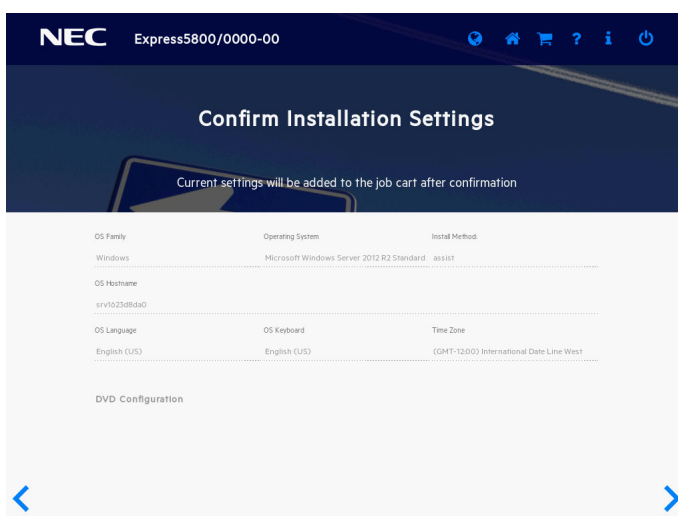 NEC Express5800/0000-00 ? i
Confirm Installation Settings
Current settings will be added to the job cart after confirmation
OS Family Operating System Install Method:
Windows Microsoft Windows Server 2012 R2 Standard assist
OS Hostname
srv1623d8da0
OS Language OS Keyboard Time Zone
English (US) English (US) (GMT-12:00) International Date Line West
DVD Configuration